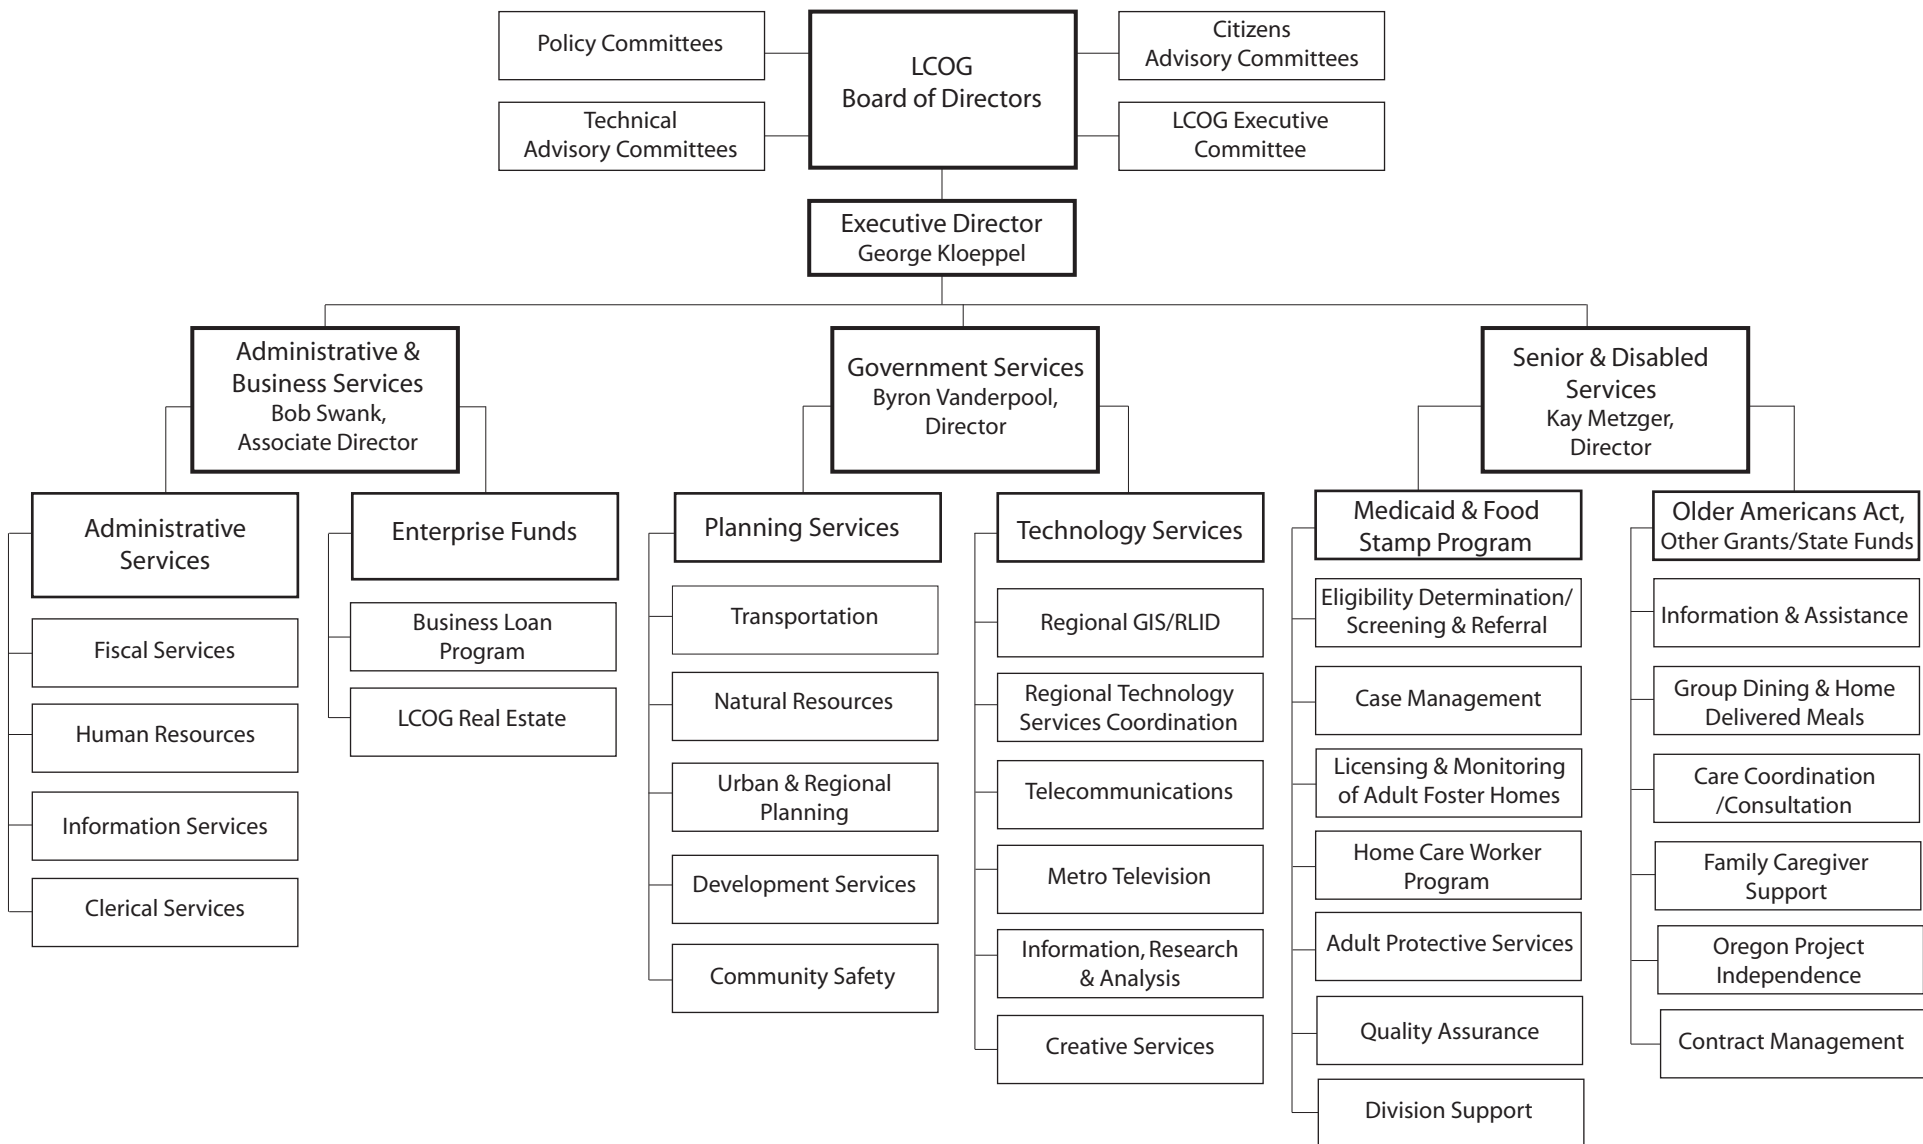 Policy Committees
LCOG
Board of Directors
Citizens
Advisory Committees
Technical
Advisory Committees
LCOG Executive
Committee
Executive Director
George Kloeppel
Administrative &
Business Services
Bob Swank,
Associate Director
Government Services
Byron Vanderpool,
Director
Senior & Disabled
Services
Kay Metzger,
Director
Administrative
Services
Fiscal Services
Human Resources
Information Services
Clerical Services
Enterprise Funds
Business Loan
Program
LCOG Real Estate
Planning Services
Transportation
Natural Resources
Urban & Regional
Planning
Development Services
Community Safety
Technology Services
Regional GIS/RLID
Regional Technology
Services Coordination
Telecommunications
Metro Television
Information, Research
& Analysis
Creative Services
Medicaid & Food
Stamp Program
Eligibility Determination/
Screening & Referral
Case Management
Licensing & Monitoring
of Adult Foster Homes
Home Care Worker
Program
Adult Protective Services
Quality Assurance
Division Support
Older Americans Act,
Other Grants/State Funds
Information & Assistance
Group Dining & Home
Delivered Meals
Care Coordination
/Consultation
Family Caregiver
Support
Oregon Project
Independence
Contract Management